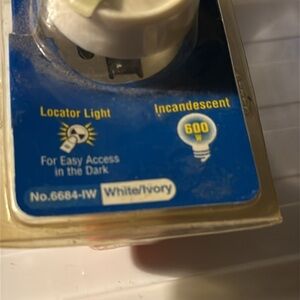 Locator Light
Incandescent
600
W
For Easy Access
in the Dark
No.6684-IW White/Ivory